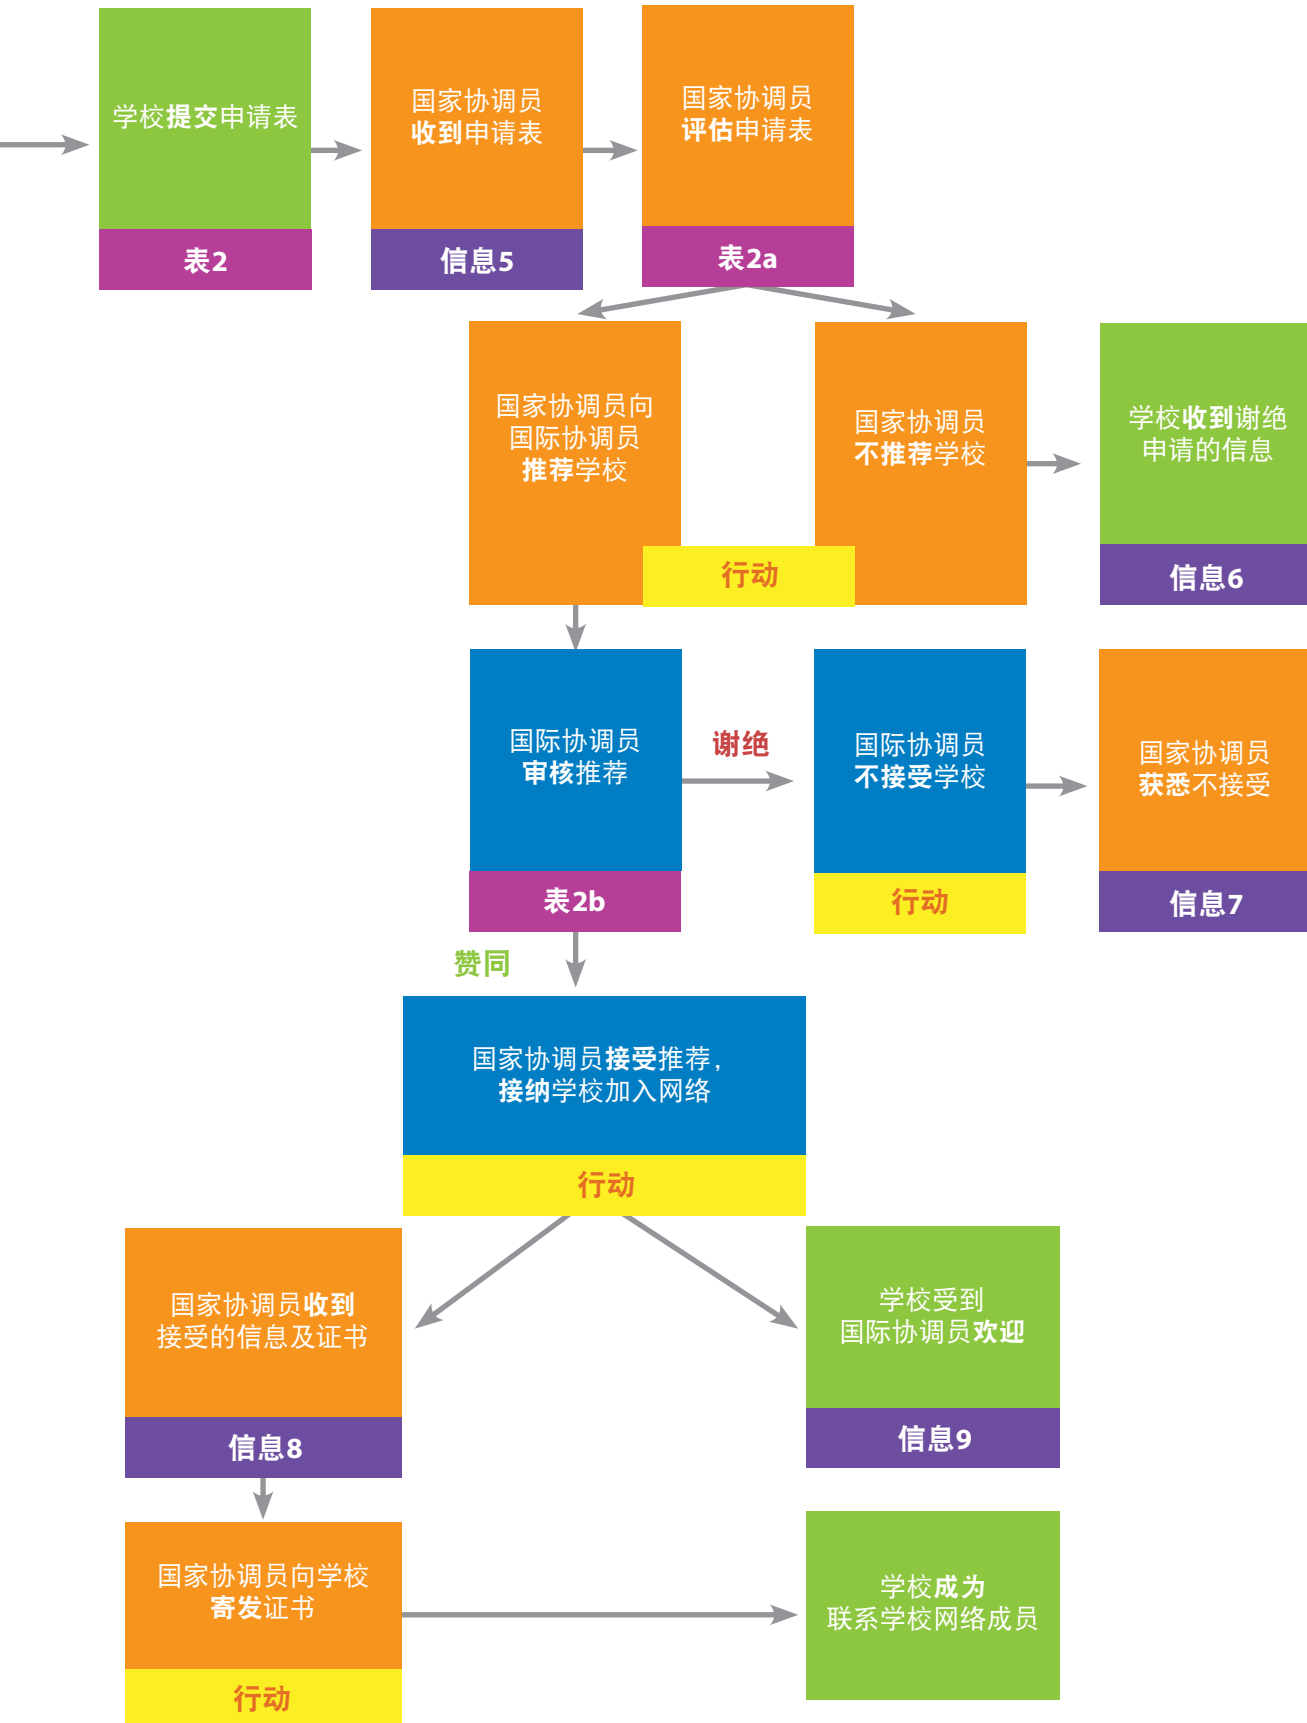 学校提交申请表
表2
国家协调员
收到申请表
信息5
国家协调员
评估申请表
表2a
国家协调员向
国际协调员
推荐学校
国家协调员
不推荐学校
行动
学校收到谢绝
申请的信息
信息6
国际协调员
审核推荐
表2b
谢绝
国际协调员
不接受学校
行动
国家协调员
获悉不接受
信息7
赞同
国家协调员接受推荐，
接纳学校加入网络
行动
国家协调员收到
接受的信息及证书
信息8
学校受到
国际协调员欢迎
信息9
国家协调员向学校
寄发证书
行动
学校成为
联系学校网络成员